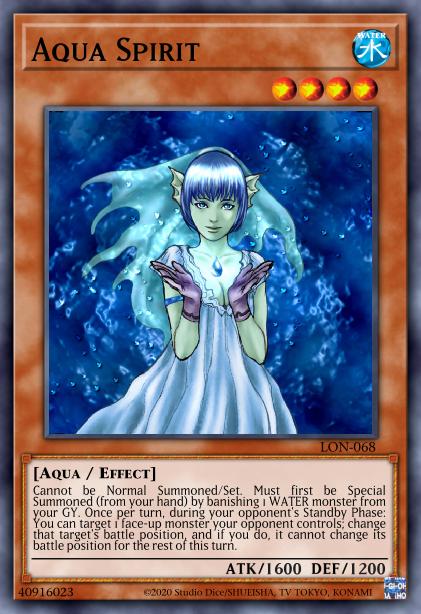 AQUA SPIRIT
WATER
水
LON-068
[AQUA / EFFECT]
Cannot be Normal Summoned/Set. Must first be Special
Summoned (from your hand) by banishing 1 WATER monster from
your GY. Once per turn, during your opponent's Standby Phase:
You can target 1 face-up monster your opponent controls; change
that target's battle position, and if you do, it cannot change its
battle position for the rest of this turn.
ATK/1600 DEF/1200
40916023
©2020 Studio Dice/SHUEISHA, TV TOKYO, KONAMI